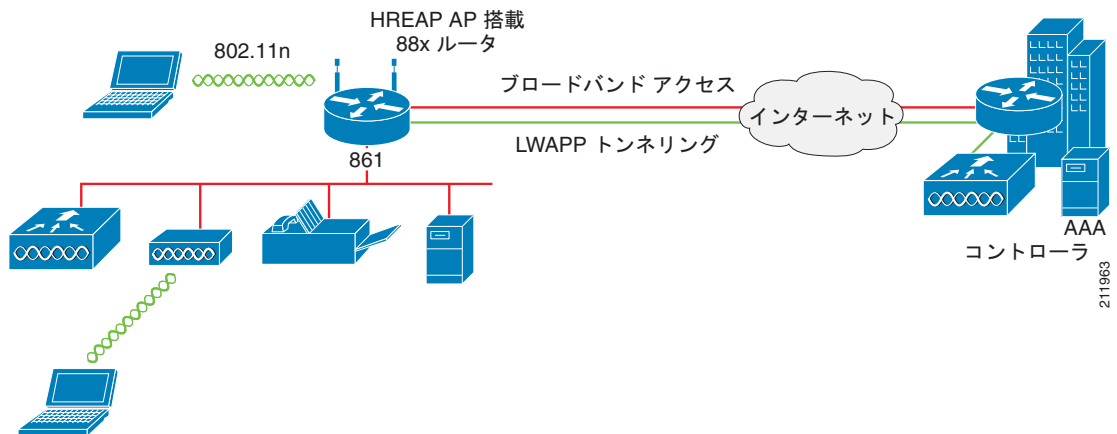 HREAP AP 搭載
88x ルータ
802.11n
ブロードバンド アクセス
インターネット
LWAPP トンネリング
861
AAA
コントローラ
211963